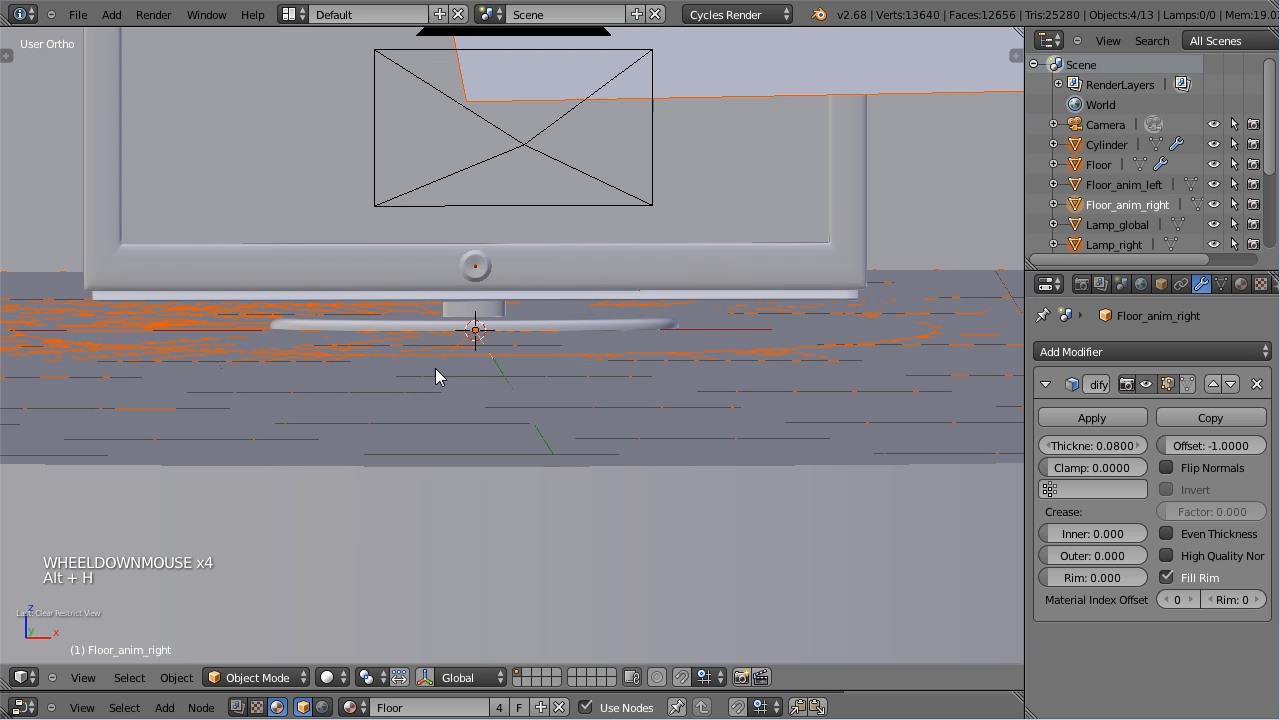 File Add Render Window Help Default Scene Cycles Render v2.68 | Verts:13640 | Faces:12656 | Tris:25280 | Objects:4/13 | Lamps:0/0 | Mem:19.0
User Ortho
View Search All Scenes
Scene
RenderLayers
World
Camera
Cylinder
Floor
Floor_anim_left
Floor_anim_right
Lamp_global
Lamp_right
Floor_anim_right
Add Modifier
dify
Apply Copy
Thickne: 0.0800 Offset: -1.0000
Clamp: 0.0000 Flip Normals
Invert
Crease: Factor: 0.000
Inner: 0.000 Even Thickness
Outer: 0.000 High Quality Nor
Rim: 0.000 Fill Rim
Material Index Offset 0 Rim: 0
WHEELDOWNMOUSE x4
Alt + H
Last: Clear Restrict View
z
y x
(1) Floor_anim_right
View Select Object Object Mode Global
View Select Add Node Floor 4 F Use Nodes